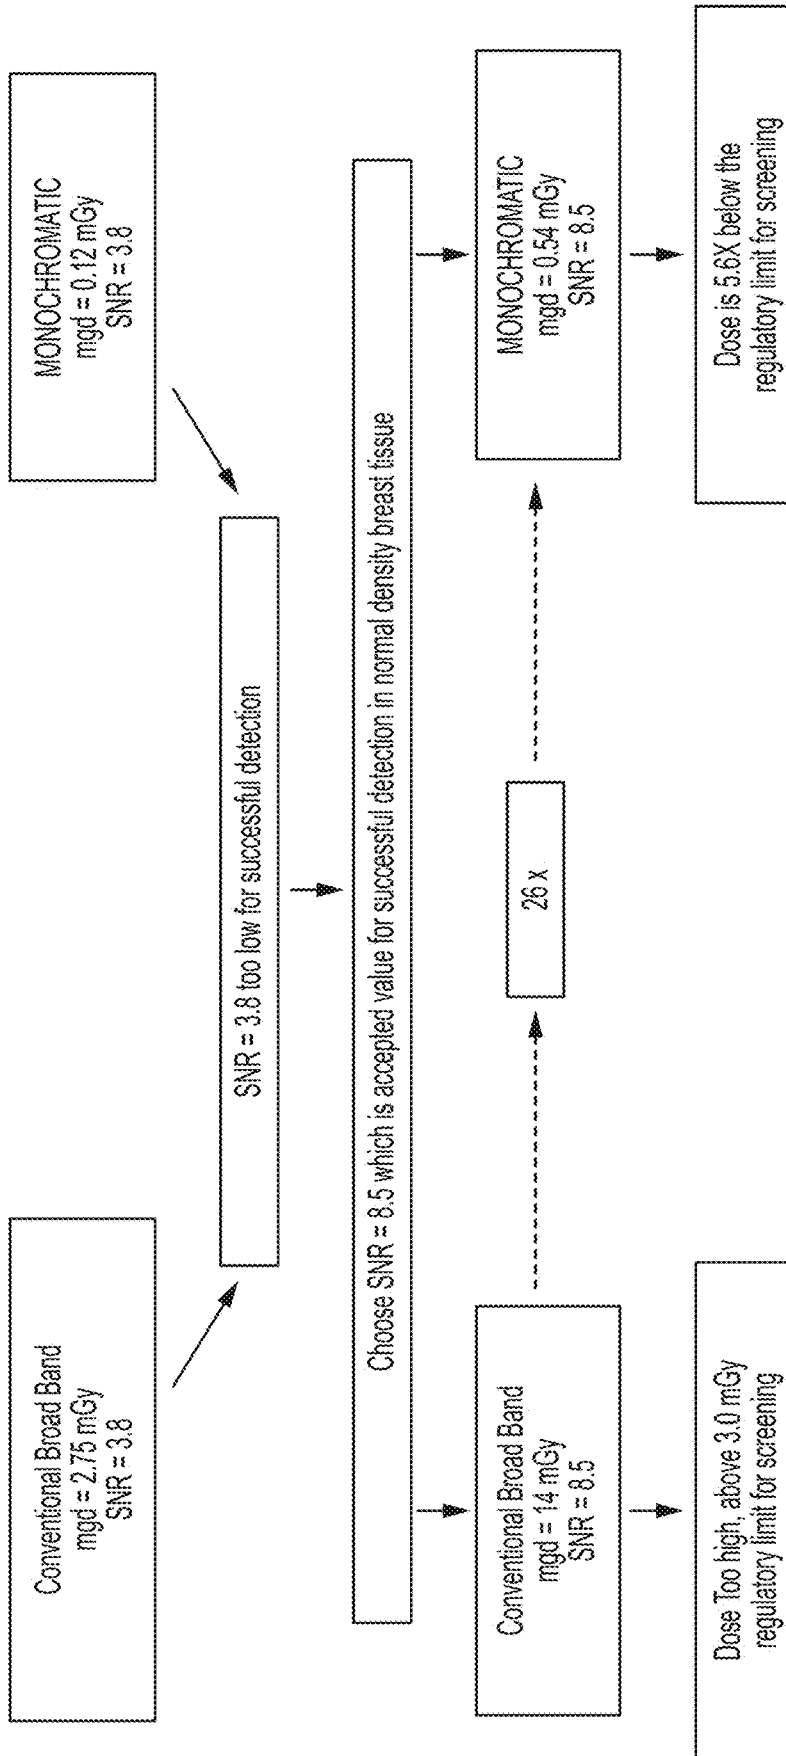 Conventional Broad Band
mgd = 2.75 mGy
SNR = 3.8
MONOCHROMATIC
mgd = 0.12 mGy
SNR = 3.8
SNR = 3.8 too low for successful detection
Choose SNR = 8.5 which is accepted value for successful detection in normal density breast tissue
Conventional Broad Band
mgd = 14 mGy
SNR = 8.5
26 x
MONOCHROMATIC
mgd = 0.54 mGy
SNR = 8.5
Dose Too high, above 3.0 mGy
regulatory limit for screening
Dose is 5.6X below the
regulatory limit for screening